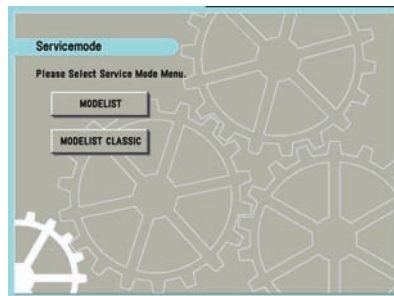 Servicemode
Please Select Service Mode Menu.
MODELIST
MODELIST CLASSIC